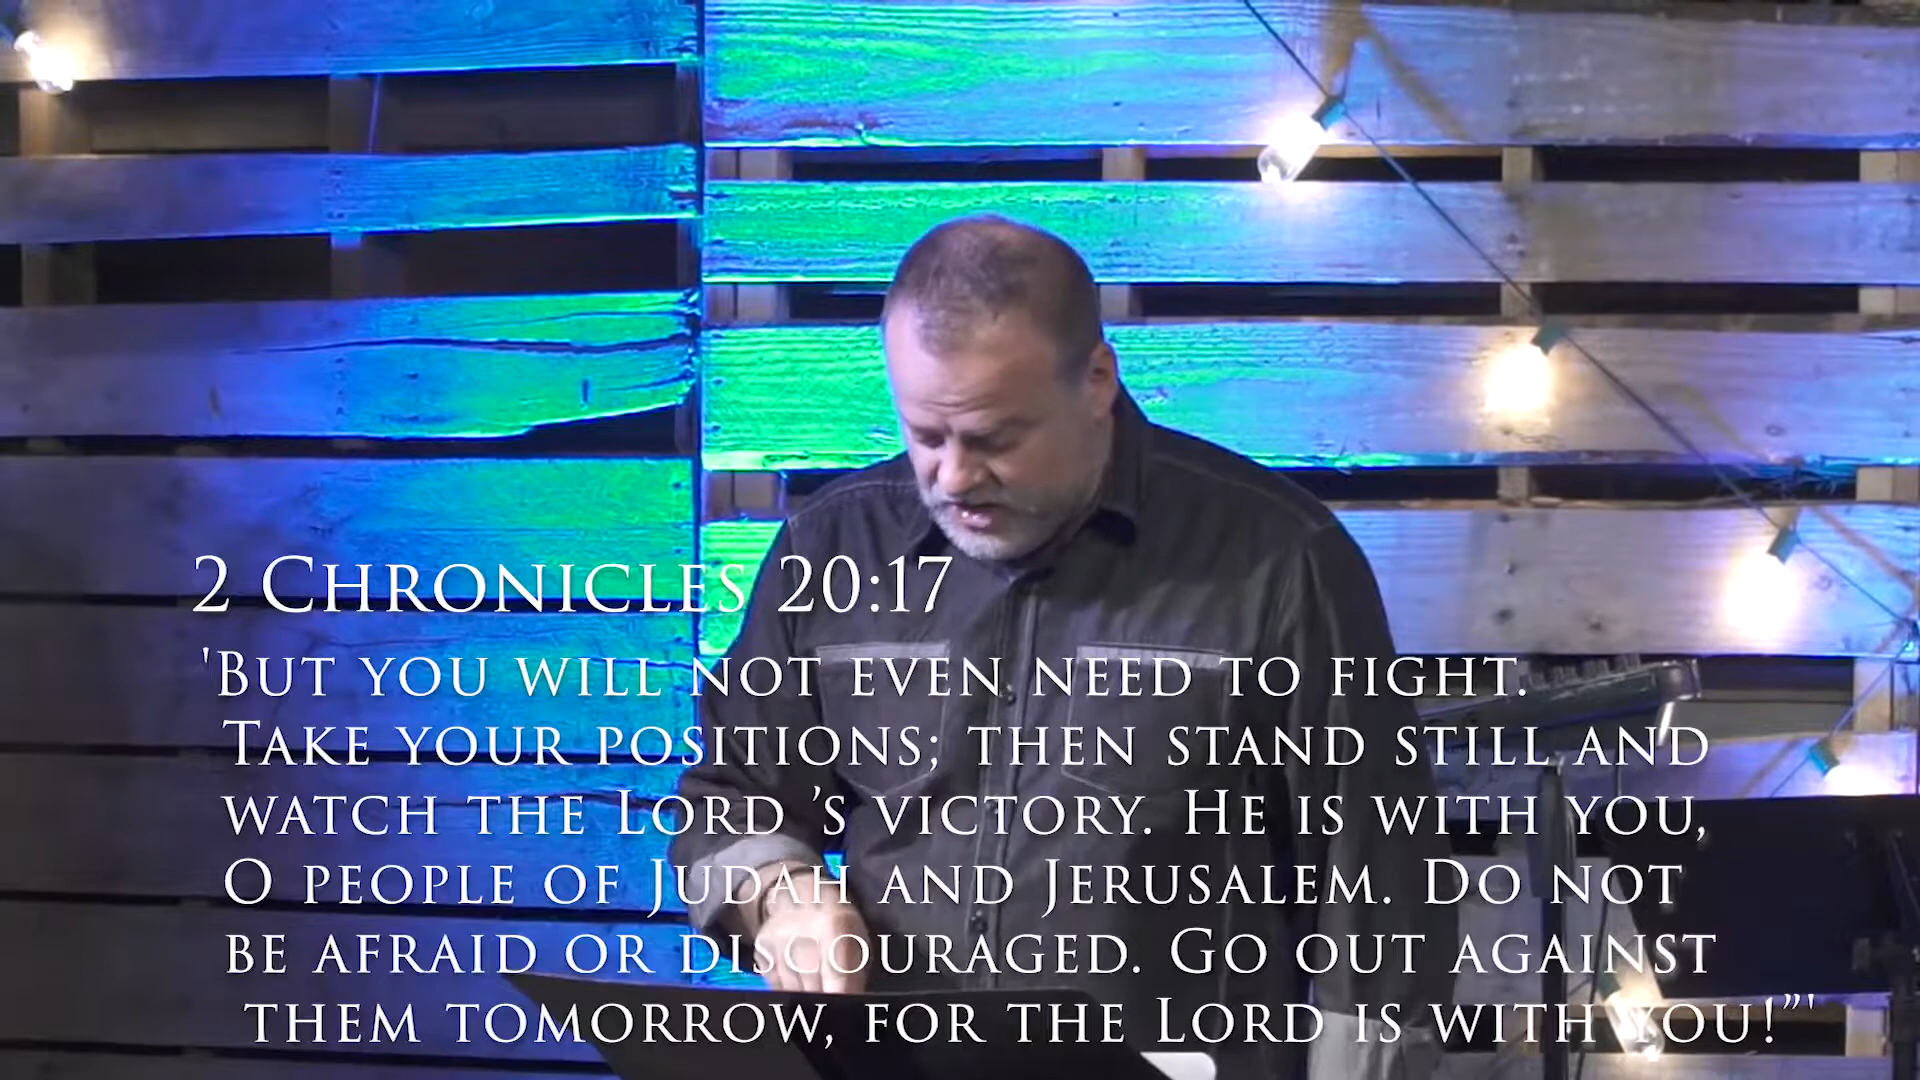 2 Chronicles 20:17
'But you will not even need to fight.
Take your positions; then stand still and
watch the Lord ’s victory. He is with you,
O people of Judah and Jerusalem. Do not
be afraid or discouraged. Go out against
them tomorrow, for the Lord is with you!”'